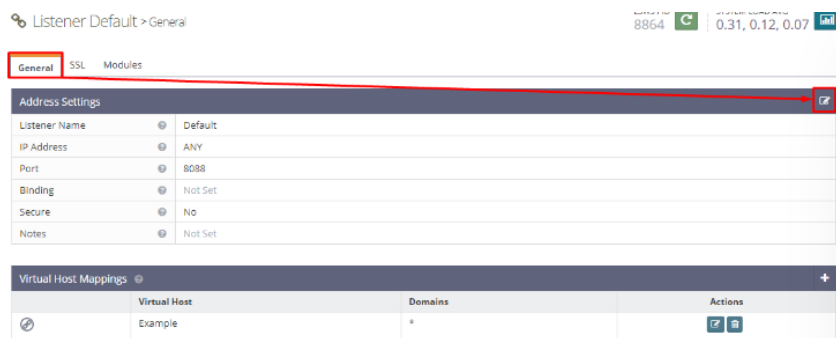 Listener Default > General
8864
0.31, 0.12, 0.07
General SSL Modules
Address Settings
Listener Name Default
IP Address ANY
Port 8088
Binding Not Set
Secure No
Notes Not Set
Virtual Host Mappings
Virtual Host Domains Actions
Example *